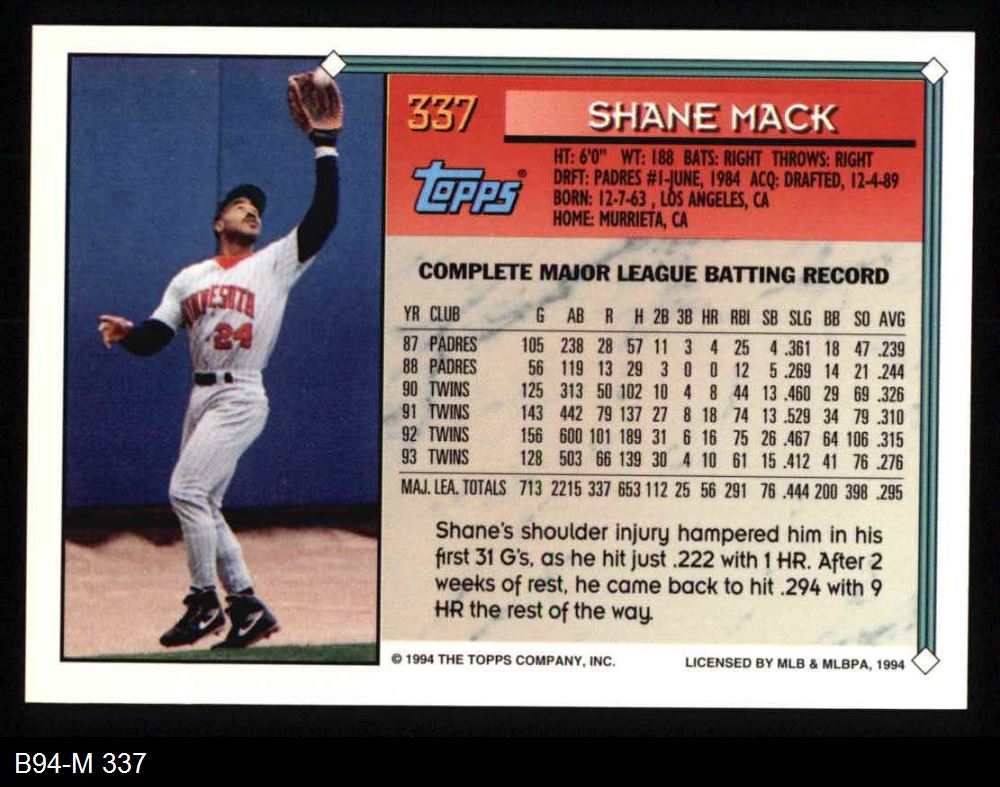 337
SHANE MACK
Topps®
HT: 6'0" WT: 188 BATS: RIGHT THROWS: RIGHT
DRFT: PADRES #1-JUNE, 1984 ACQ: DRAFTED, 12-4-89
BORN: 12-7-63 , LOS ANGELES, CA
HOME: MURRIETA, CA
COMPLETE MAJOR LEAGUE BATTING RECORD
YR CLUB G AB R H 2B 3B HR RBI SB SLG BB SO AVG
87 PADRES 105 238 28 57 11 3 4 25 4 .361 18 47 .239
88 PADRES 56 119 13 29 3 0 0 12 5 .269 14 21 .244
90 TWINS 125 313 50 102 10 4 8 44 13 .460 29 69 .326
91 TWINS 143 442 79 137 27 8 18 74 13 .529 34 79 .310
92 TWINS 156 600 101 189 31 6 16 75 26 .467 64 106 .315
93 TWINS 128 503 66 139 30 4 10 61 15 .412 41 76 .276
MAJ. LEA. TOTALS 713 2215 337 653 112 25 56 291 76 .444 200 398 .295
Shane's shoulder injury hampered him in his
first 31 G's, as he hit just .222 with 1 HR. After 2
weeks of rest, he came back to hit .294 with 9
HR the rest of the way.
MINNESOTA
24
© 1994 THE TOPPS COMPANY, INC.
LICENSED BY MLB & MLBPA, 1994
B94-M 337